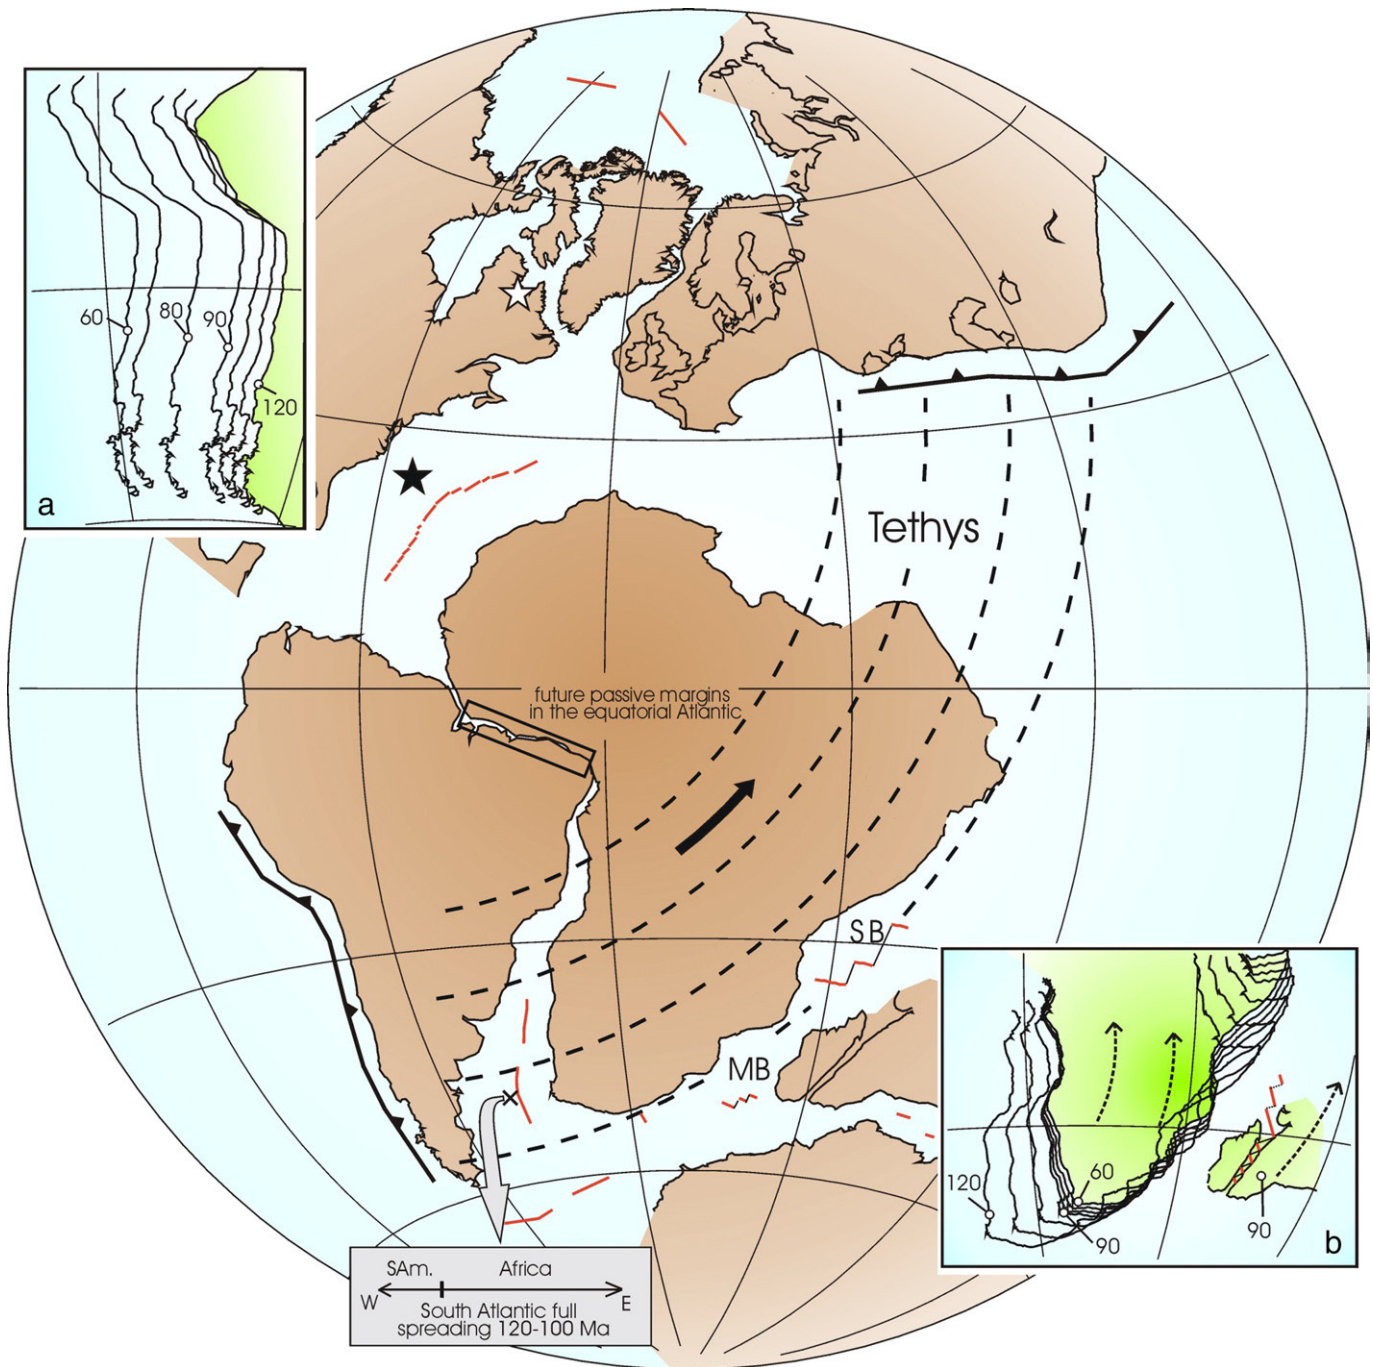 60
80
90
120
a
Tethys
future passive margins
in the equatorial Atlantic
SB
MB
120
60
90
90
b
SAm.
Africa
W
E
South Atlantic full
spreading 120-100 Ma